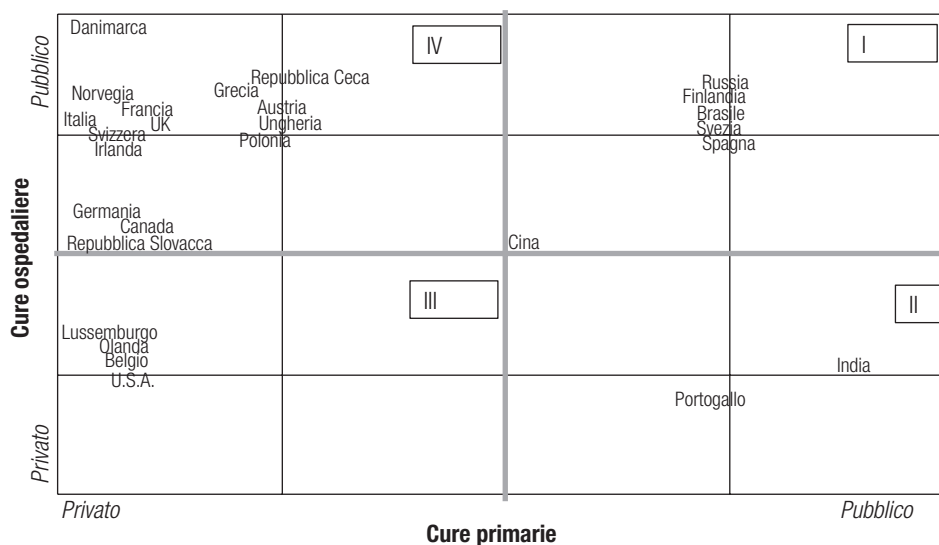 Danimarca
IV
I
Repubblica Ceca
Russia
Norvegia
Grecia
Finlandia
Francia
Austria
Brasile
Italia
UK
Ungheria
Svezia
Svizzera
Polonia
Spagna
Irlanda
Germania
Canada
Repubblica Slovacca
Cina
III
II
Lussemburgo
Olanda
Belgio
India
U.S.A.
Portogallo
Pubblico
Cure ospedaliere
Privato
Privato
Pubblico
Cure primarie